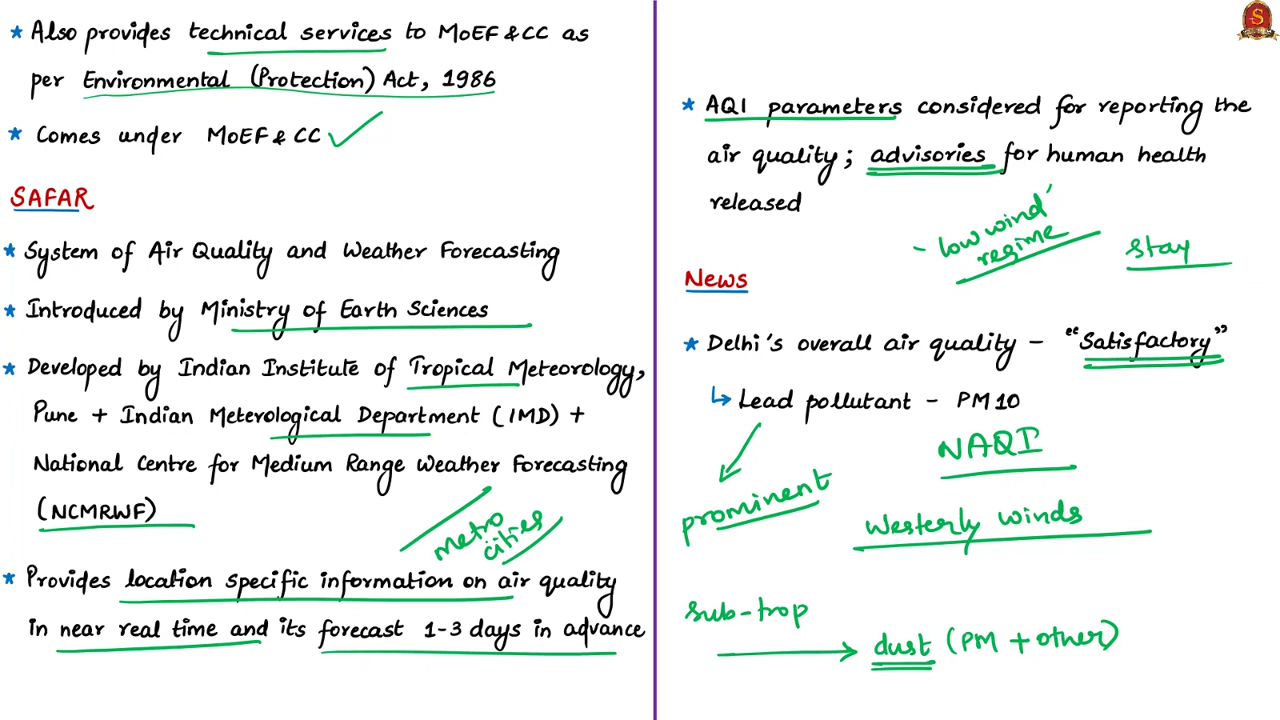 * Also provides technical services to MoEF & CC as
per Environmental (Protection) Act, 1986
* Comes under MoEF & CC ✓
SAFAR
* System of Air Quality and Weather Forecasting
* Introduced by Ministry of Earth Sciences
* Developed by Indian Institute of Tropical Meteorology,
Pune + Indian Meterological Department (IMD) +
National Centre for Medium Range Weather Forecasting
(NCMRWF)
metro
cities
* Provides location specific information on air quality
in near real time and its forecast 1-3 days in advance
S
* AQI parameters considered for reporting the
air quality; advisories for human health
released
- low wind'
regime
stay
News
* Delhi's overall air quality - "Satisfactory"
↳ Lead pollutant - PM10
NAQI
prominent
Westerly winds
sub-trop
→ dust (PM + other)